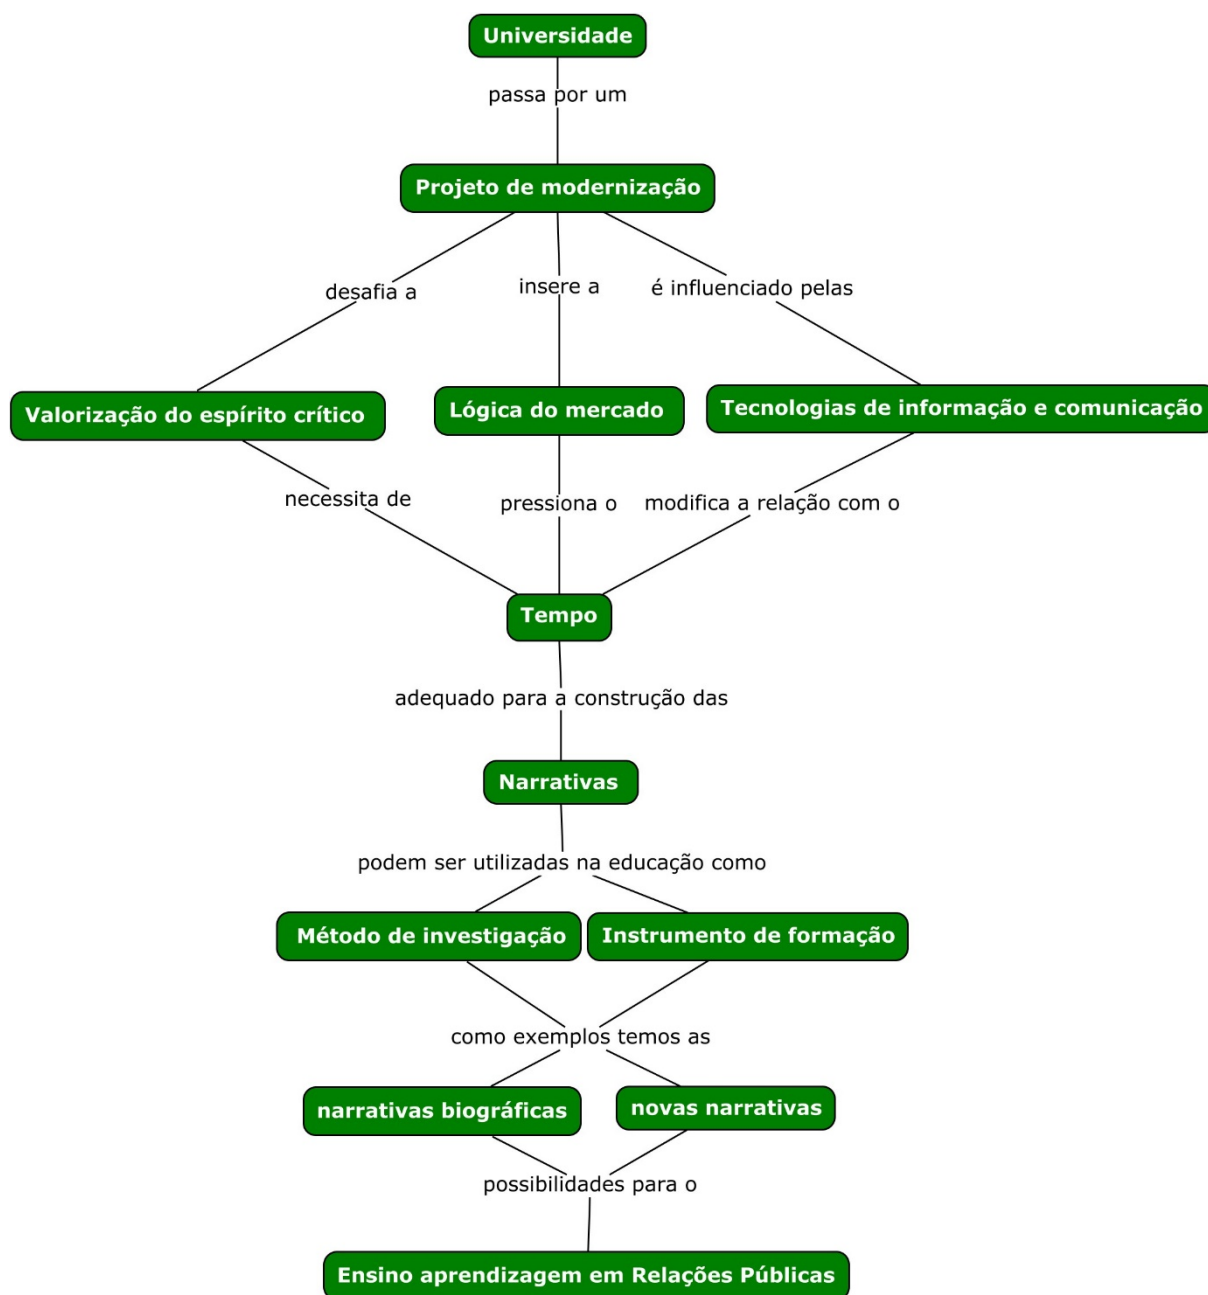 Universidade
passa por um
Projeto de modernização
desafia a
insere a
é influenciado pelas
Valorização do espírito crítico
Lógica do mercado
Tecnologias de informação e comunicação
necessita de
pressiona o
modifica a relação com o
Tempo
adequado para a construção das
Narrativas
podem ser utilizadas na educação como
Método de investigação
Instrumento de formação
como exemplos temos as
narrativas biográficas
novas narrativas
possibilidades para o
Ensino aprendizagem em Relações Públicas